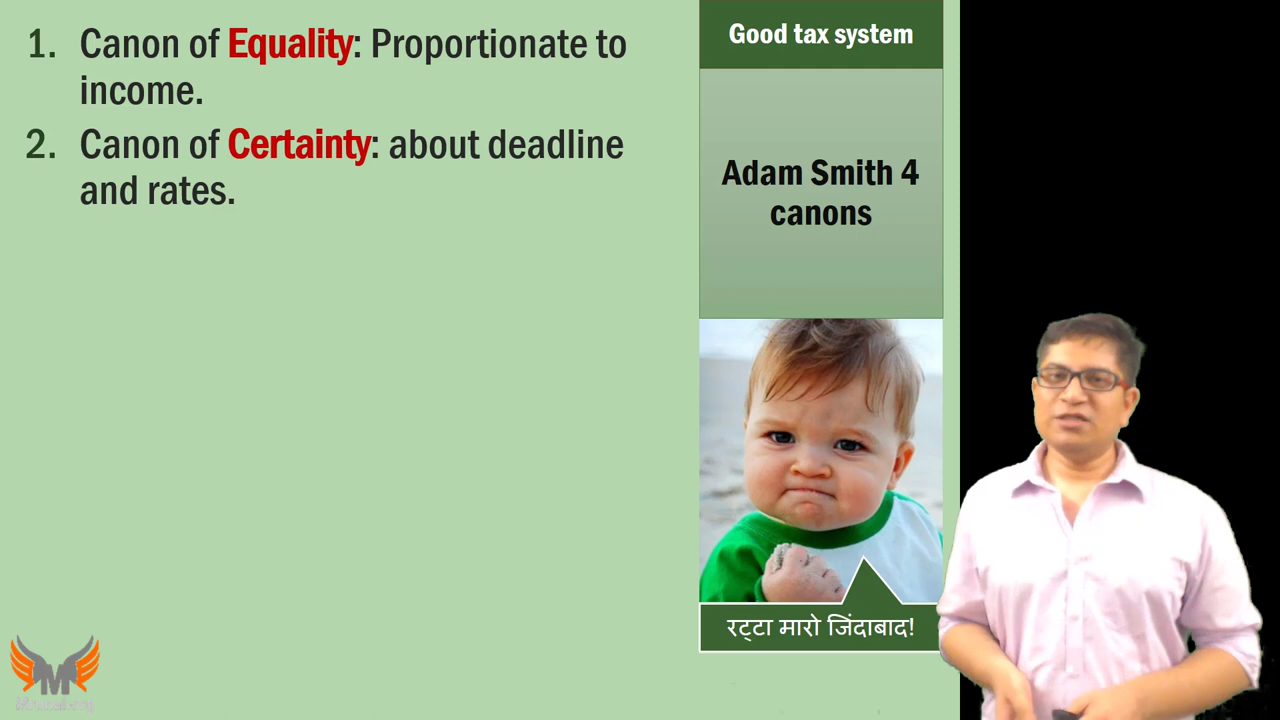 1. Canon of Equality: Proportionate to
income.
2. Canon of Certainty: about deadline
and rates.
Good tax system
Adam Smith 4
canons
रट्टा मारो जिंदाबाद!
M